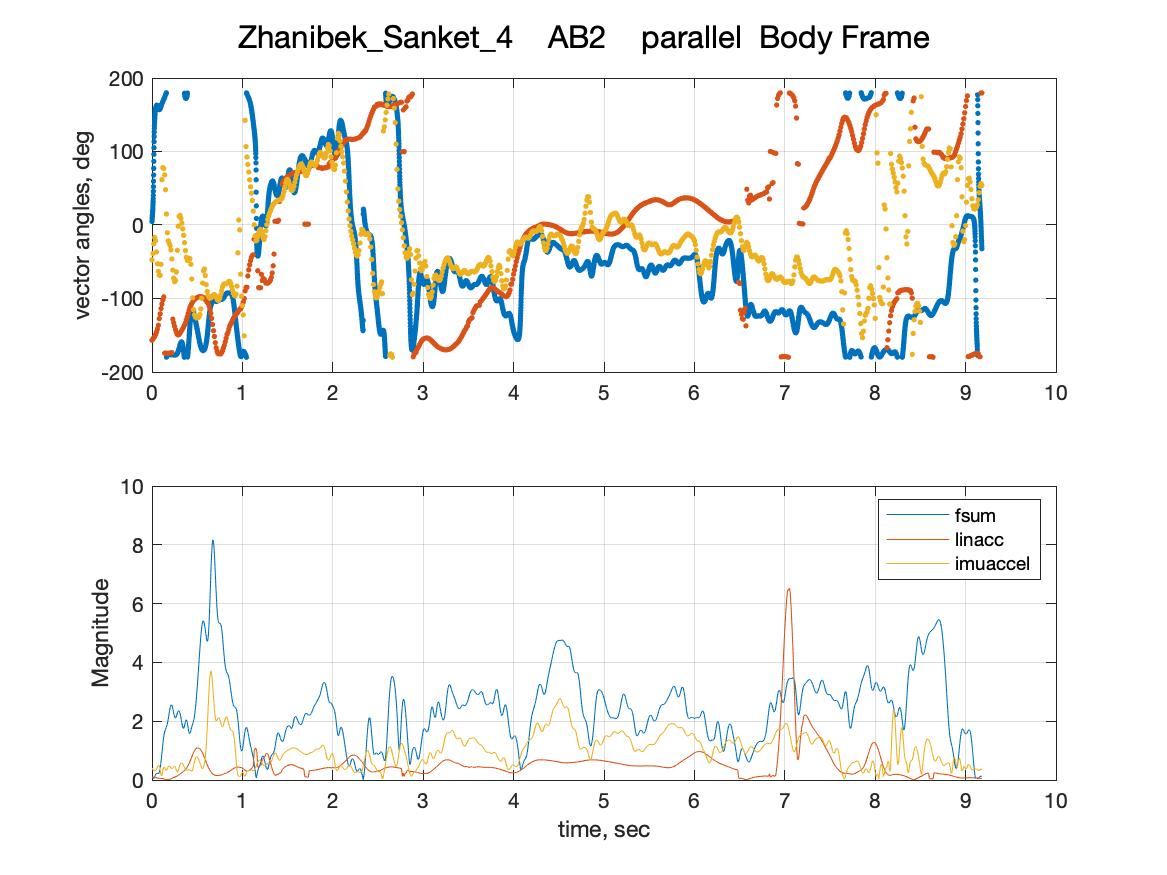 Zhanibek_Sanket_4 AB2 parallel Body Frame
200
100
0
-100
-200
vector angles, deg
0 1 2 3 4 5 6 7 8 9 10
10
8
6
4
2
0
Magnitude
fsum
linacc
imuaccel
0 1 2 3 4 5 6 7 8 9 10
time, sec